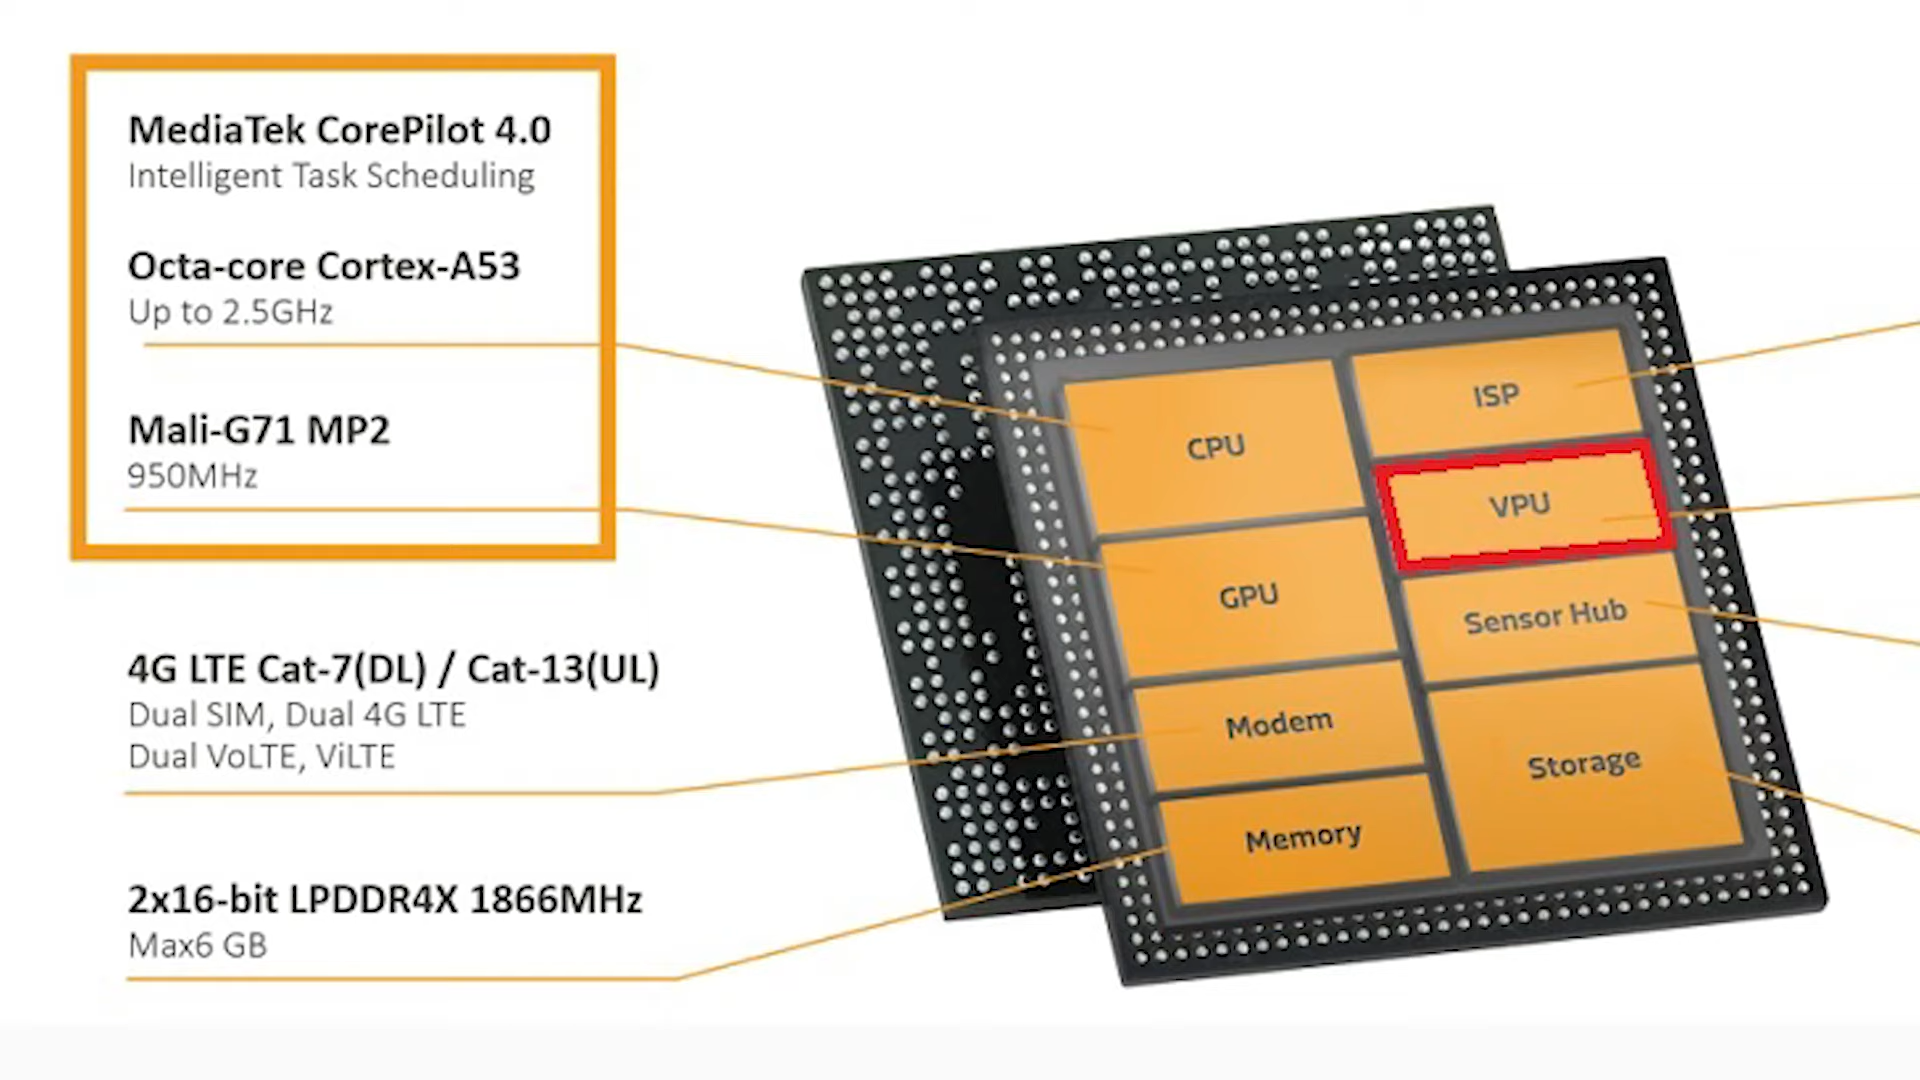 MediaTek CorePilot 4.0
Intelligent Task Scheduling
Octa-core Cortex-A53
Up to 2.5GHz
Mali-G71 MP2
950MHz
4G LTE Cat-7(DL) / Cat-13(UL)
Dual SIM, Dual 4G LTE
Dual VoLTE, ViLTE
2x16-bit LPDDR4X 1866MHz
Max6 GB
CPU
GPU
Modem
Memory
ISP
VPU
Sensor Hub
Storage